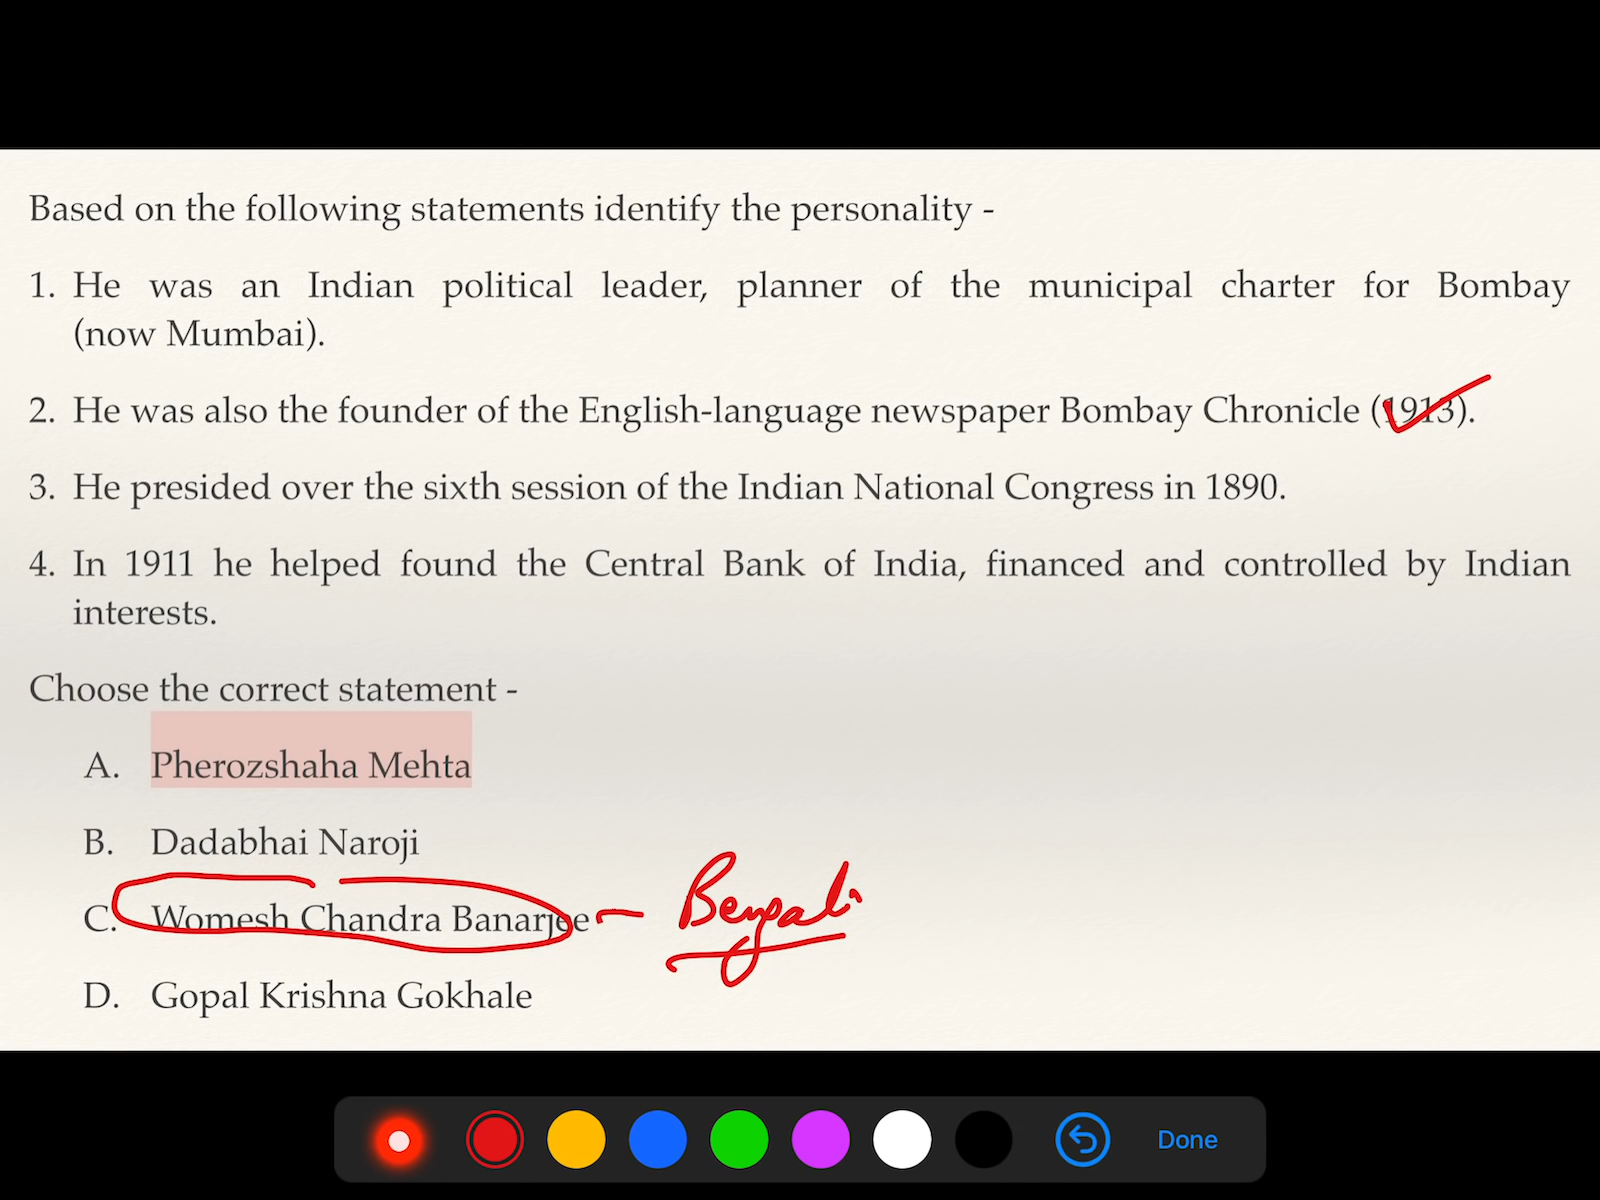 Based on the following statements identify the personality -
1. He was an Indian political leader, planner of the municipal charter for Bombay
(now Mumbai).
2. He was also the founder of the English-language newspaper Bombay Chronicle (1913).
3. He presided over the sixth session of the Indian National Congress in 1890.
4. In 1911 he helped found the Central Bank of India, financed and controlled by Indian
interests.
Choose the correct statement -
A. Pherozshaha Mehta
B. Dadabhai Naroji
C. Womesh Chandra Banarjee - Bengali
D. Gopal Krishna Gokhale
Done